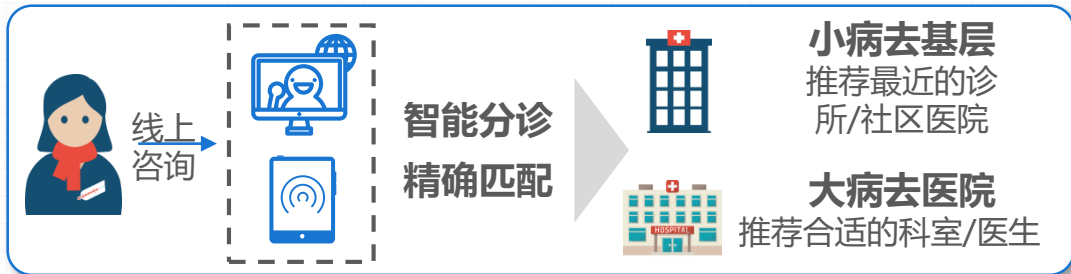 线上
咨询
智能分诊
精确匹配
小病去基层
推荐最近的诊
所/社区医院
大病去医院
推荐合适的科室/医生
HOSPITAL